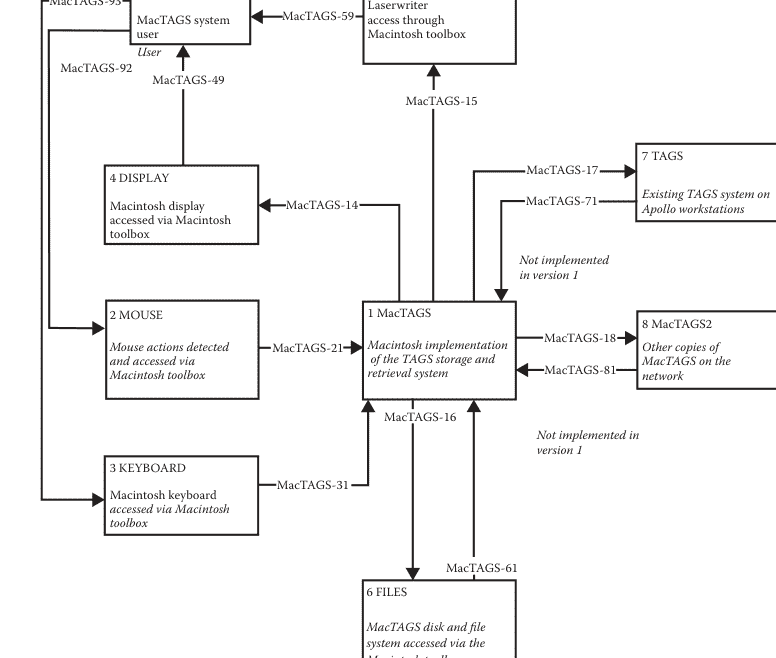 MacTAGS-93
MacTAGS system
user
User
MacTAGS-59
Laserwriter
access through
Macintosh toolbox
MacTAGS-92
MacTAGS-49
MacTAGS-15
4 DISPLAY
Macintosh display
accessed via Macintosh
toolbox
MacTAGS-14
MacTAGS-17
MacTAGS-71
7 TAGS
Existing TAGS system on
Apollo workstations
Not implemented
in version 1
2 MOUSE
Mouse actions detected
and accessed via
Macintosh toolbox
MacTAGS-21
1 MacTAGS
Macintosh implementation
of the TAGS storage and
retrieval system
MacTAGS-18
MacTAGS-81
8 MacTAGS2
Other copies of
MacTAGS on the
network
MacTAGS-16
Not implemented in
version 1
3 KEYBOARD
Macintosh keyboard
accessed via Macintosh
toolbox
MacTAGS-31
MacTAGS-61
6 FILES
MacTAGS disk and file
system accessed via the